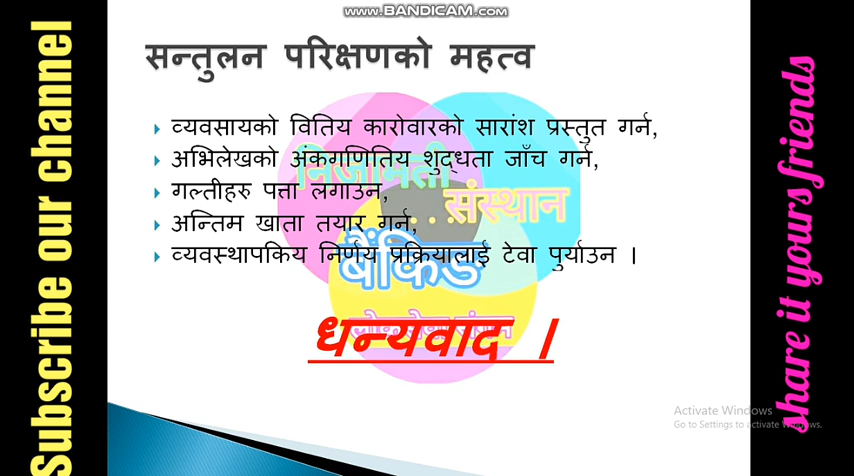 www.BANDICAM.com
सन्तुलन परिक्षणको महत्व
व्यवसायको वितिय कारोवारको सारांश प्रस्तुत गर्न,
अभिलेखको अंकगणितिय शुद्धता जाँच गर्न,
गल्तीहरु पत्ता लगाउन,
अन्तिम खाता तयार गर्न,
व्यवस्थापकिय निर्णय प्रक्रियालाई टेवा पुर्याउन ।
निजामती
....संस्थान
बैंकिङ
धन्यवाद ।
Subscribe our channel
share it yours friends
Activate Windows
Go to Settings to activate Windows.